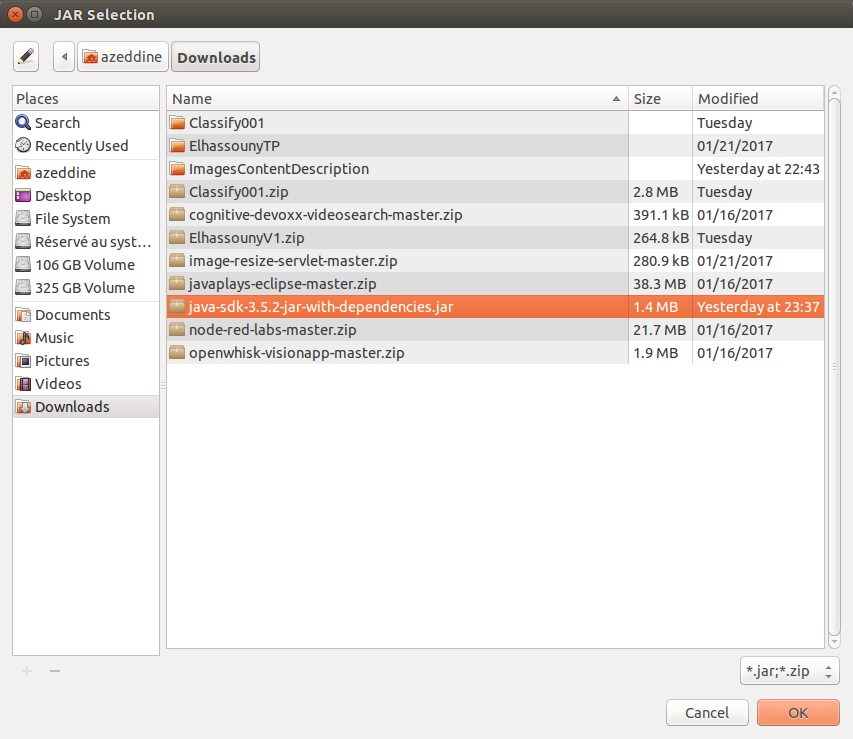 JAR Selection
azeddine Downloads
Places
Search
Recently Used
azeddine
Desktop
File System
Réservé au syst...
106 GB Volume
325 GB Volume
Documents
Music
Pictures
Videos
Downloads
Name Size Modified
Classify001 Tuesday
ElhassounyTP 01/21/2017
ImagesContentDescription Yesterday at 22:43
Classify001.zip 2.8 MB Tuesday
cognitive-devoxx-videosearch-master.zip 391.1 kB 01/16/2017
ElhassounyV1.zip 264.8 kB Tuesday
image-resize-servlet-master.zip 280.9 kB 01/21/2017
javaplays-eclipse-master.zip 38.3 MB 01/16/2017
java-sdk-3.5.2-jar-with-dependencies.jar 1.4 MB Yesterday at 23:37
node-red-labs-master.zip 21.7 MB 01/16/2017
openwhisk-visionapp-master.zip 1.9 MB 01/16/2017
*.jar;*.zip
Cancel OK